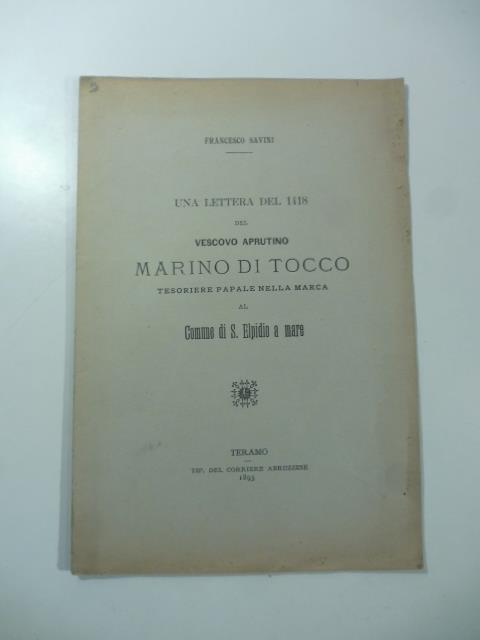 FRANCESCO SAVINI
UNA LETTERA DEL 1418
DEL
VESCOVO APRUTINO
MARINO DI TOCCO
TESORIERE PAPALE NELLA MARCA
AL
Comune di S. Elpidio a mare
TERAMO
TIP. DEL CORRIERE ABRUZZESE
1893